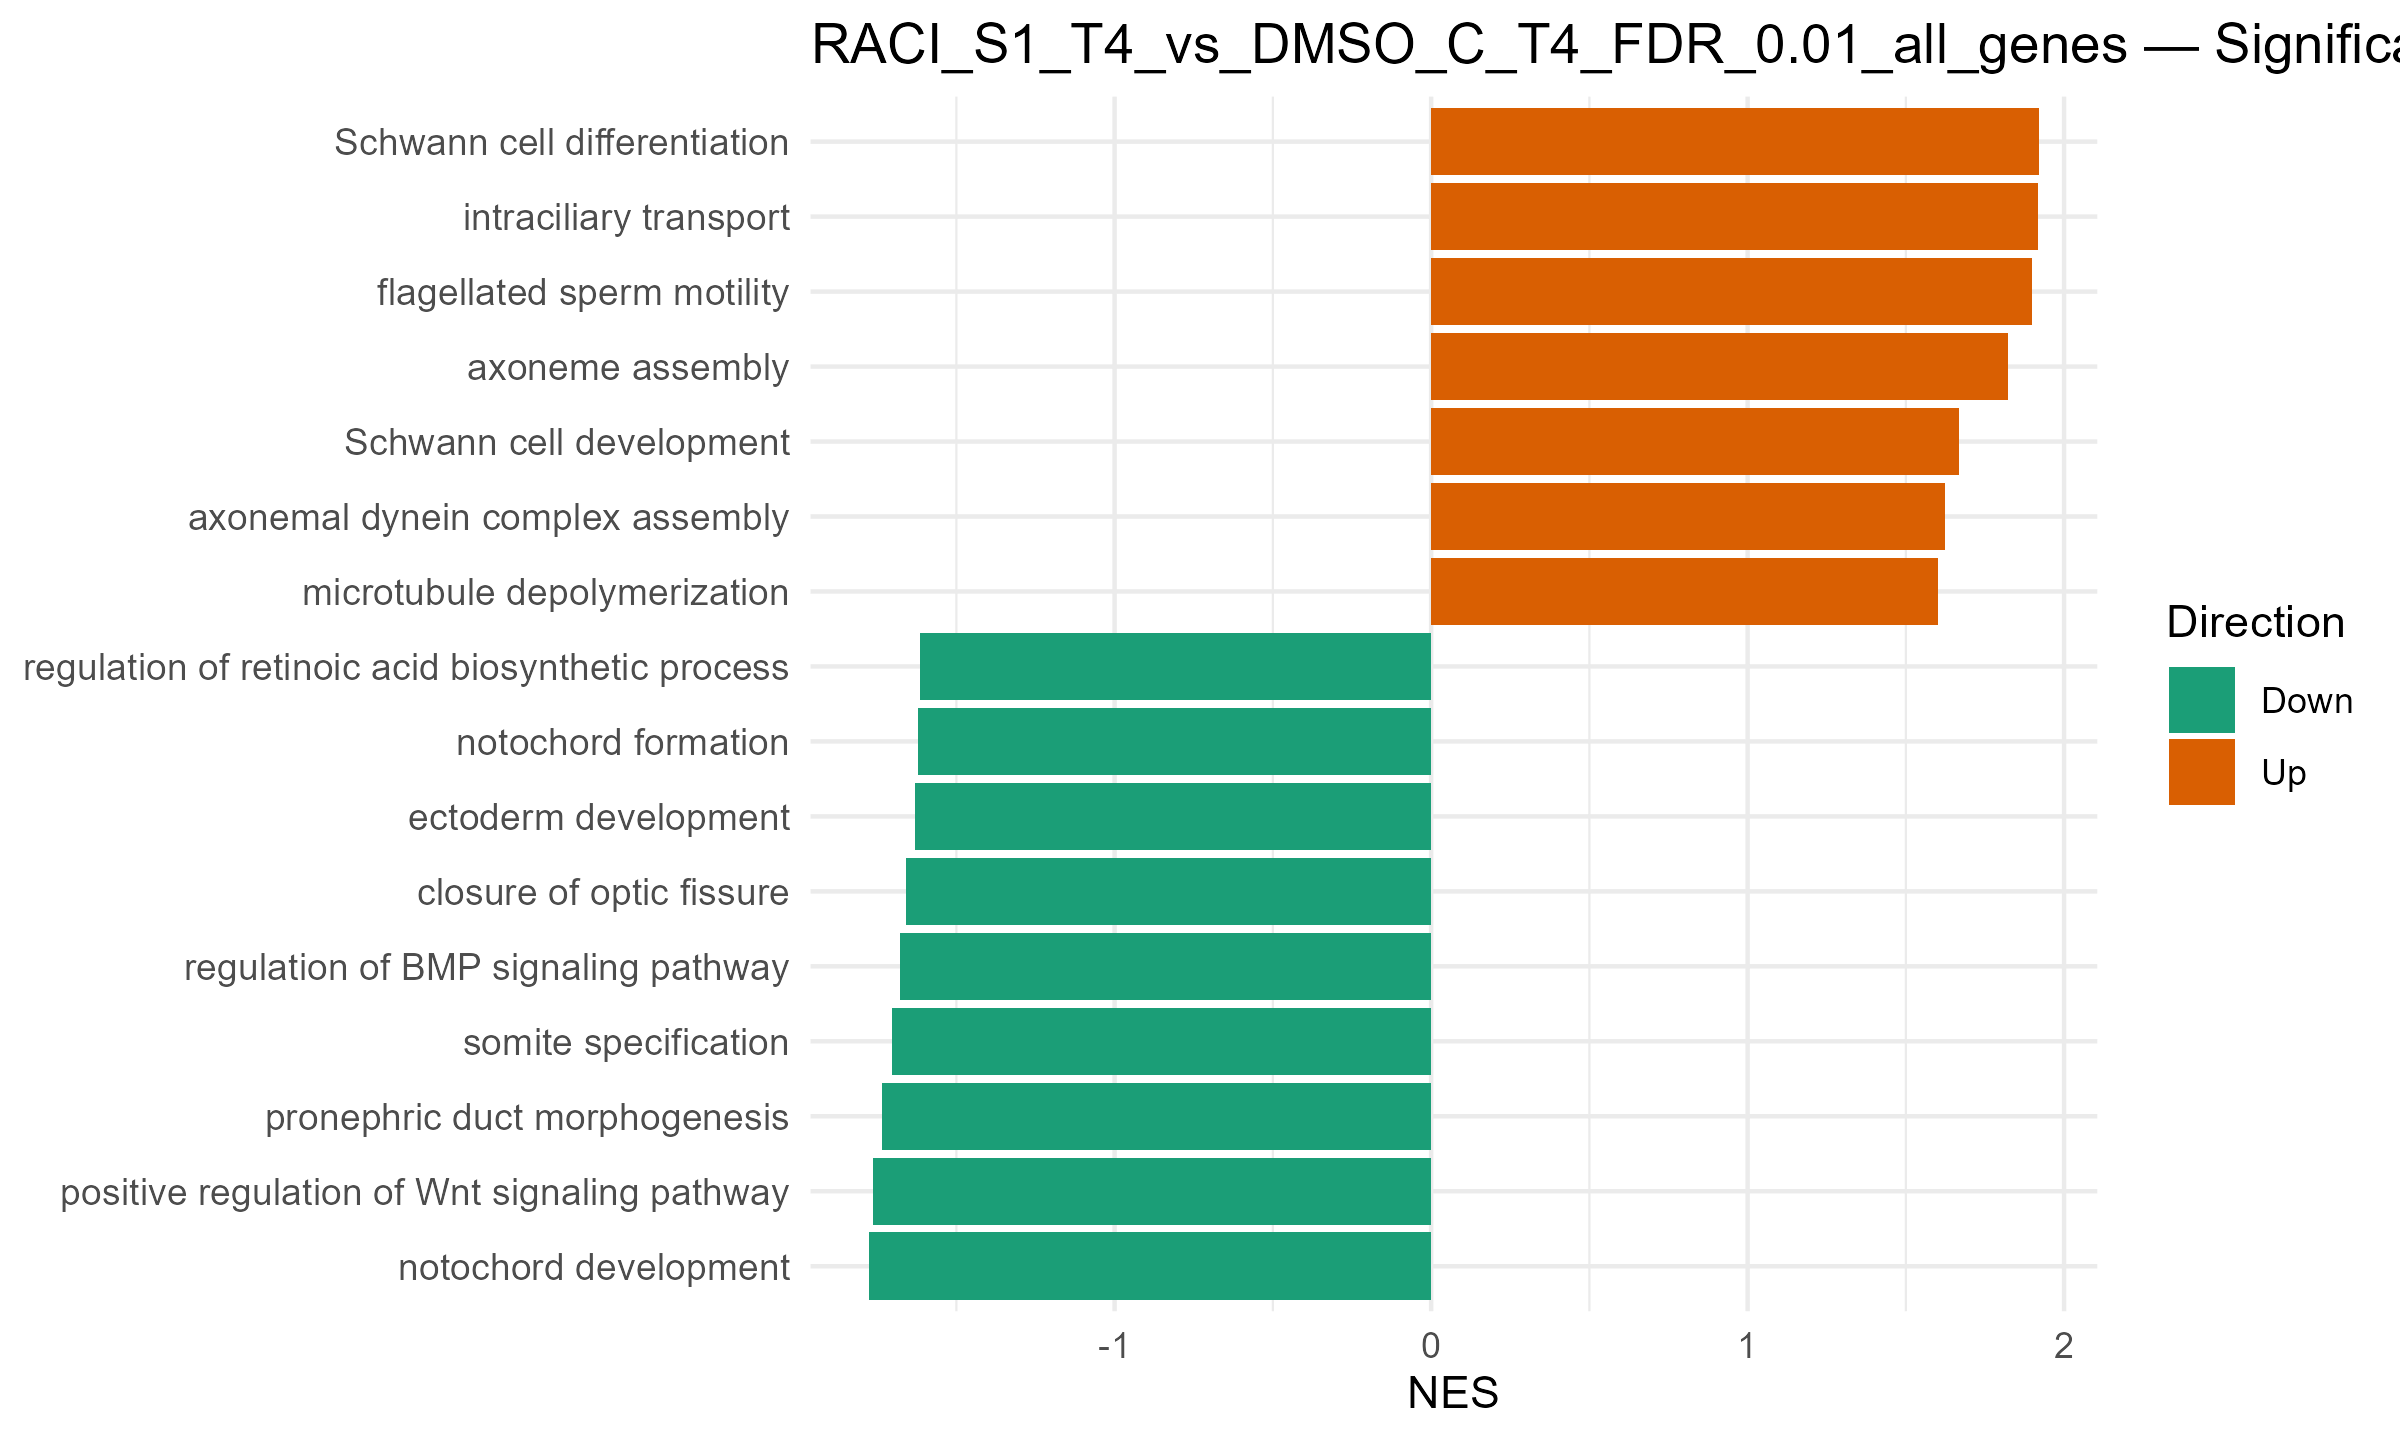 RACI_S1_T4_vs_DMSO_C_T4_FDR_0.01_all_genes — Signific
Schwann cell differentiation
intraciliary transport
flagellated sperm motility
axoneme assembly
Schwann cell development
axonemal dynein complex assembly
microtubule depolymerization
regulation of retinoic acid biosynthetic process
notochord formation
ectoderm development
closure of optic fissure
regulation of BMP signaling pathway
somite specification
pronephric duct morphogenesis
positive regulation of Wnt signaling pathway
notochord development
-1 0 1 2
NES
Direction
Down
Up